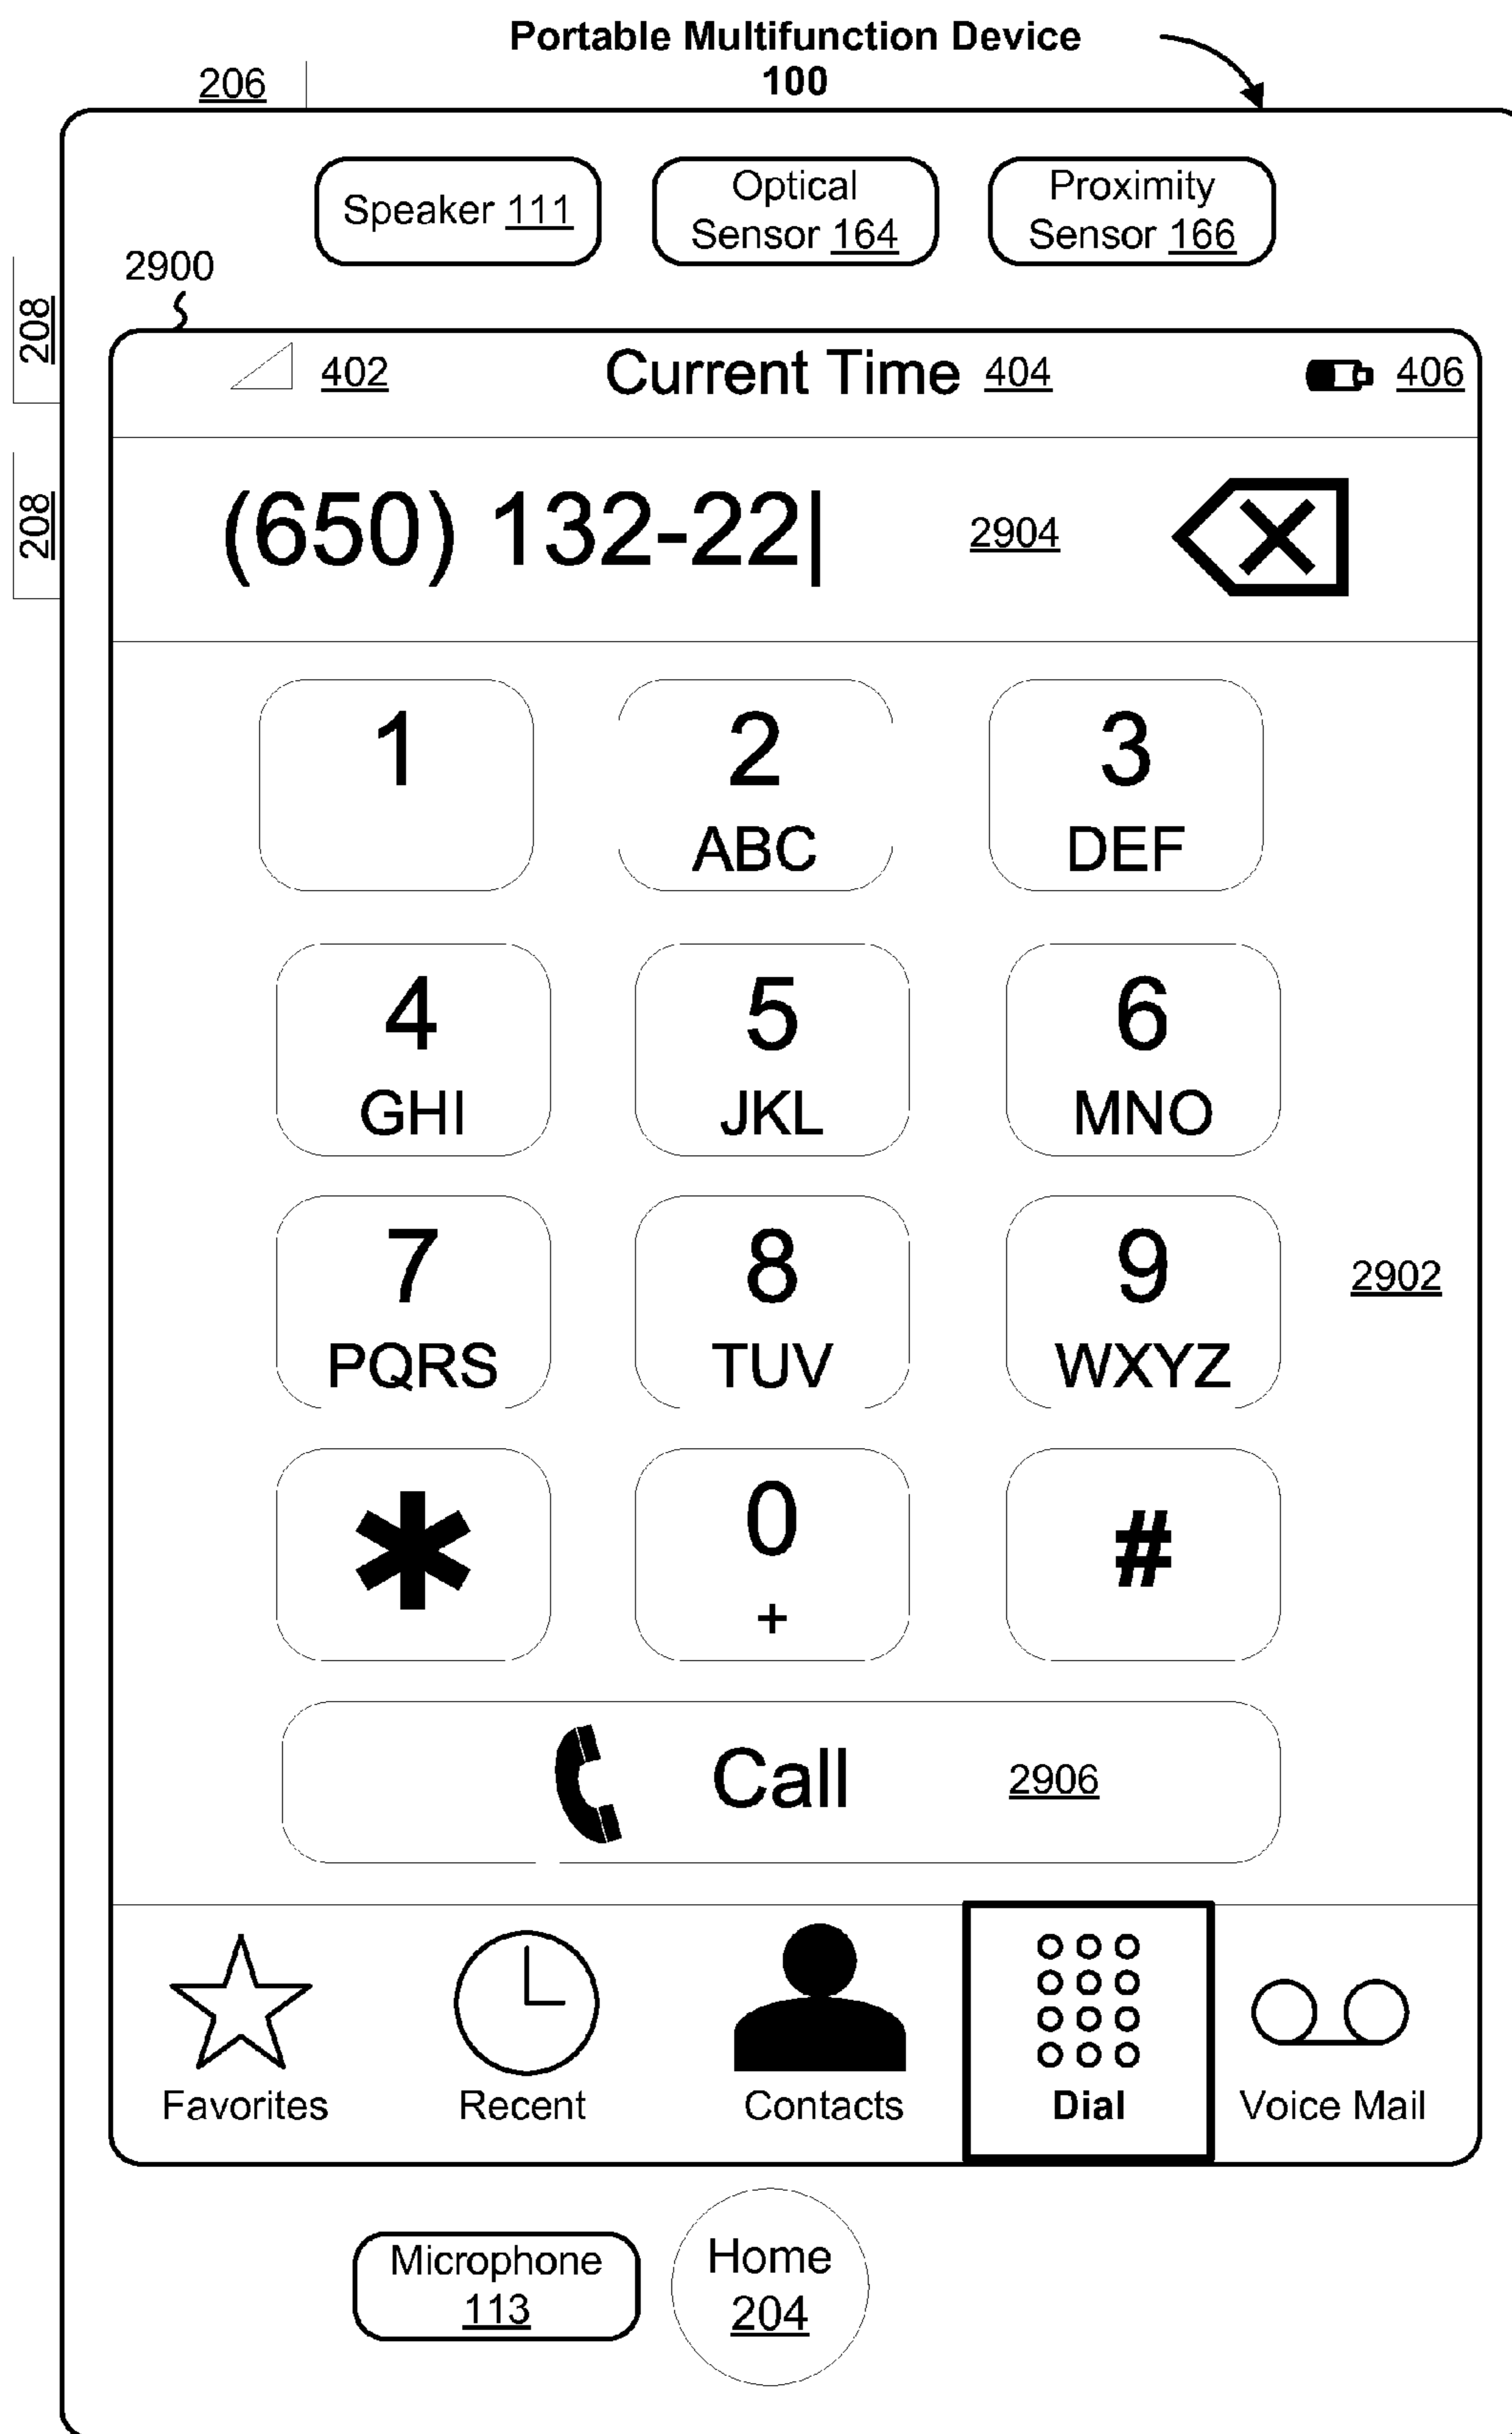 Portable Multifunction Device
100
206
Speaker 111
Optical
Sensor 164
Proximity
Sensor 166
2900
208
402
Current Time 404
406
208
(650) 132-22|
2904
1
2
ABC
3
DEF
4
GHI
5
JKL
6
MNO
7
PQRS
8
TUV
9
WXYZ
2902
*
0
+
#
Call
2906
Favorites
Recent
Contacts
Dial
Voice Mail
Microphone
113
Home
204